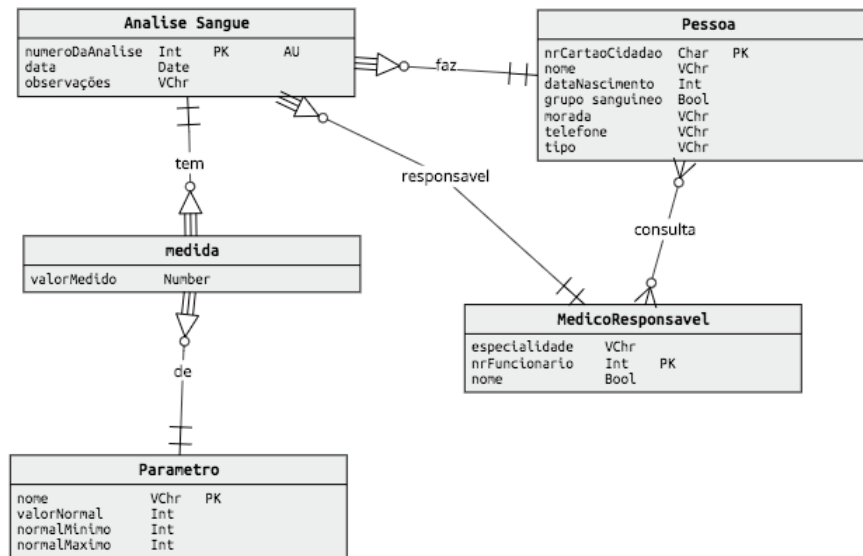 Analise Sangue
numeroDaAnalise Int PK AU
data Date
observações VChr
faz
Pessoa
nrCartaoCidadao Char PK
nome VChr
dataNascimento Int
grupo sanguineo Bool
morada VChr
telefone VChr
tipo VChr
tem
responsavel
consulta
medida
valorMedido Number
de
MedicoResponsavel
especialidade VChr
nrFuncionario Int PK
nome Bool
Parametro
nome VChr PK
valorNormal Int
normalMinimo Int
normalMaximo Int